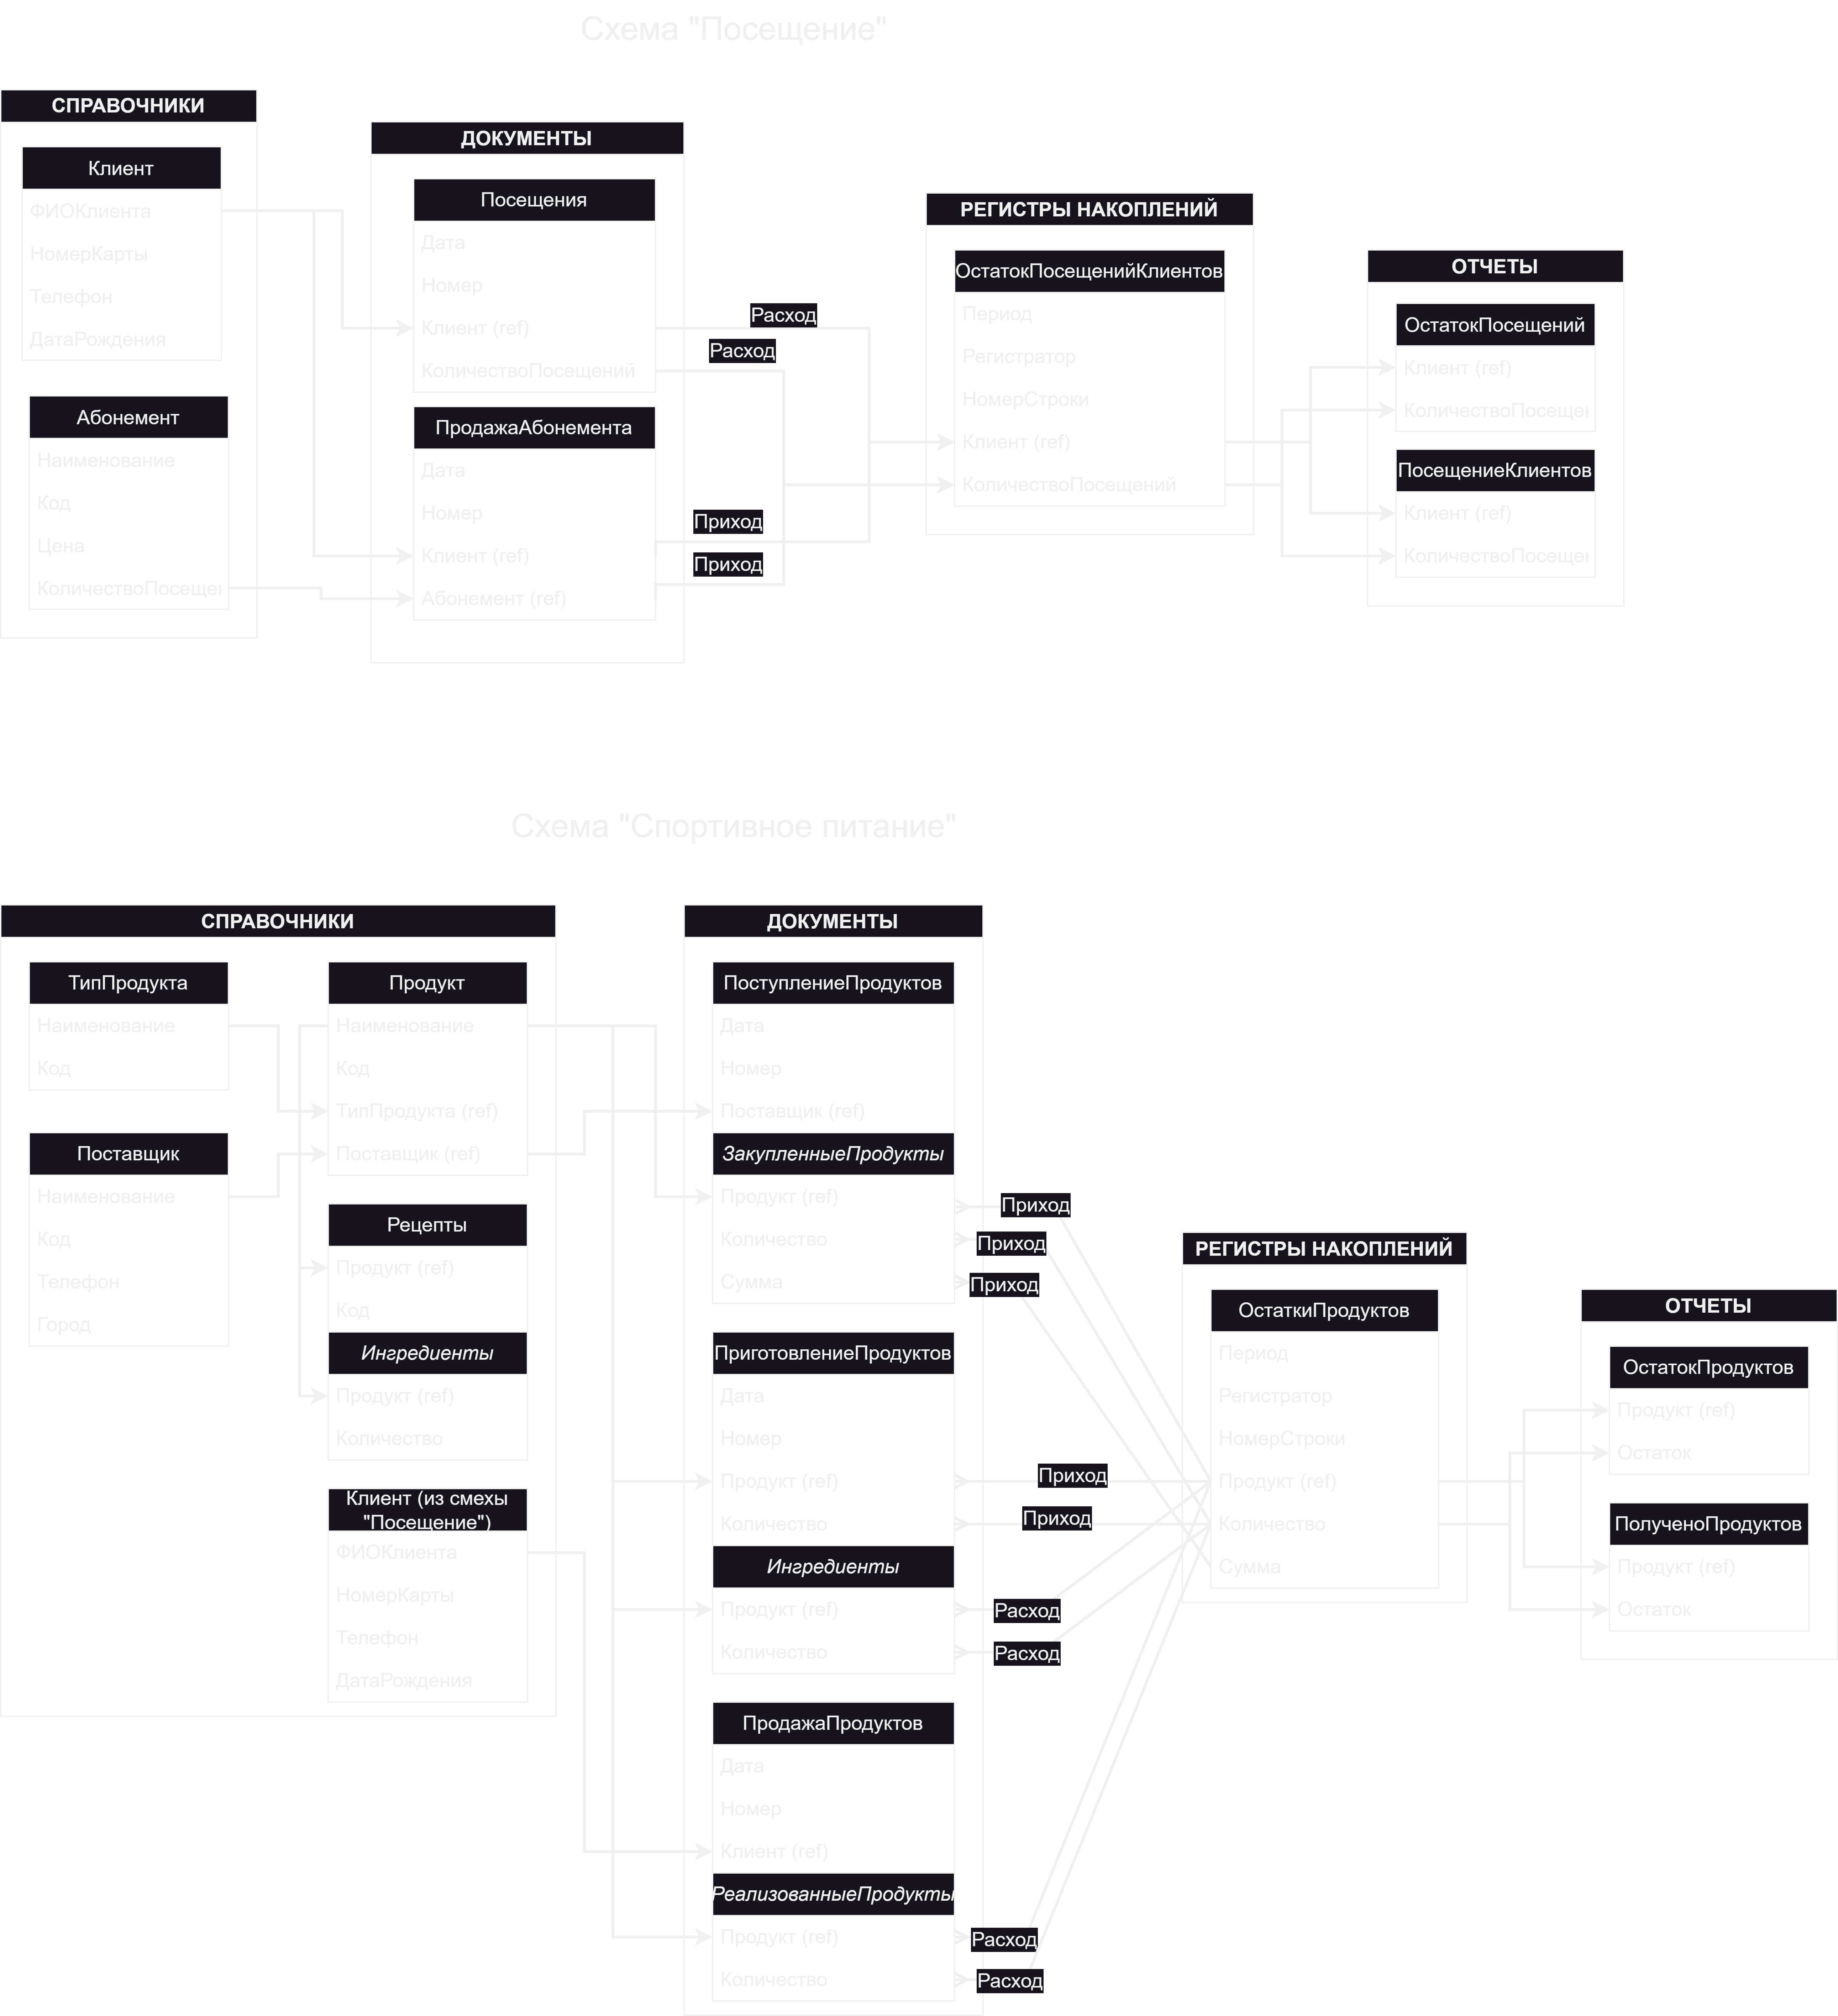 Схема "Посещение"
СПРАВОЧНИКИ
Клиент
ФИОКлиента
НомерКарты
Телефон
ДатаРождения
Абонемент
Наименование
Код
Цена
КоличествоПосещен
ДОКУМЕНТЫ
Посещения
Дата
Номер
Клиент (ref)
КоличествоПосещений
ПродажаАбонемента
Дата
Номер
Клиент (ref)
Абонемент (ref)
Расход
Расход
Приход
Приход
РЕГИСТРЫ НАКОПЛЕНИЙ
ОстатокПосещенийКлиентов
Период
Регистратор
НомерСтроки
Клиент (ref)
КоличествоПосещений
ОТЧЕТЫ
ОстатокПосещений
Клиент (ref)
КоличествоПосещен
ПосещениеКлиентов
Клиент (ref)
КоличествоПосещен
Схема "Спортивное питание"
СПРАВОЧНИКИ
ТипПродукта
Наименование
Код
Поставщик
Наименование
Код
Телефон
Город
Продукт
Наименование
Код
ТипПродукта (ref)
Поставщик (ref)
Рецепты
Продукт (ref)
Код
Ингредиенты
Продукт (ref)
Количество
Клиент (из смехы
"Посещение")
ФИОКлиента
НомерКарты
Телефон
ДатаРождения
ДОКУМЕНТЫ
ПоступлениеПродуктов
Дата
Номер
Поставщик (ref)
ЗакупленныеПродукты
Продукт (ref)
Количество
Сумма
ПриготовлениеПродуктов
Дата
Номер
Продукт (ref)
Количество
Ингредиенты
Продукт (ref)
Количество
ПродажаПродуктов
Дата
Номер
Клиент (ref)
РеализованныеПродукты
Продукт (ref)
Количество
Приход
Приход
Приход
Приход
Приход
Расход
Расход
Расход
Расход
РЕГИСТРЫ НАКОПЛЕНИЙ
ОстаткиПродуктов
Период
Регистратор
НомерСтроки
Продукт (ref)
Количество
Сумма
ОТЧЕТЫ
ОстатокПродуктов
Продукт (ref)
Остаток
ПолученоПродуктов
Продукт (ref)
Остаток